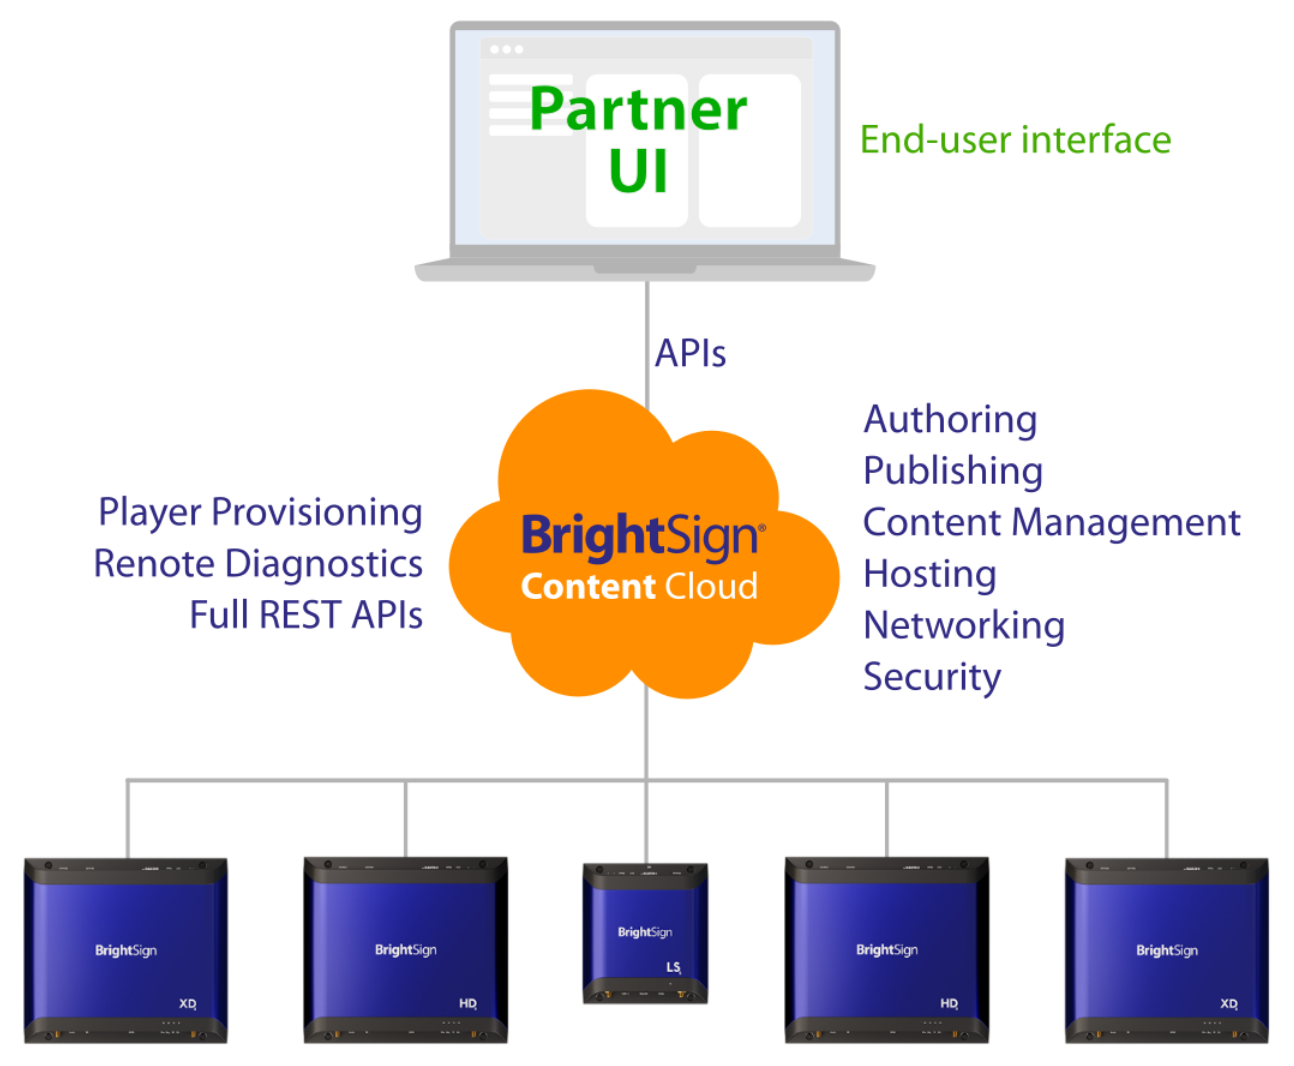 Partner
UI
End-user interface
APIs
Authoring
Publishing
Content Management
Hosting
Networking
Security
Player Provisioning
Renote Diagnostics
Full REST APIs
BrightSign®
Content Cloud
BrightSign
XD
BrightSign
HD
BrightSign
LS
BrightSign
HD
BrightSign
XD